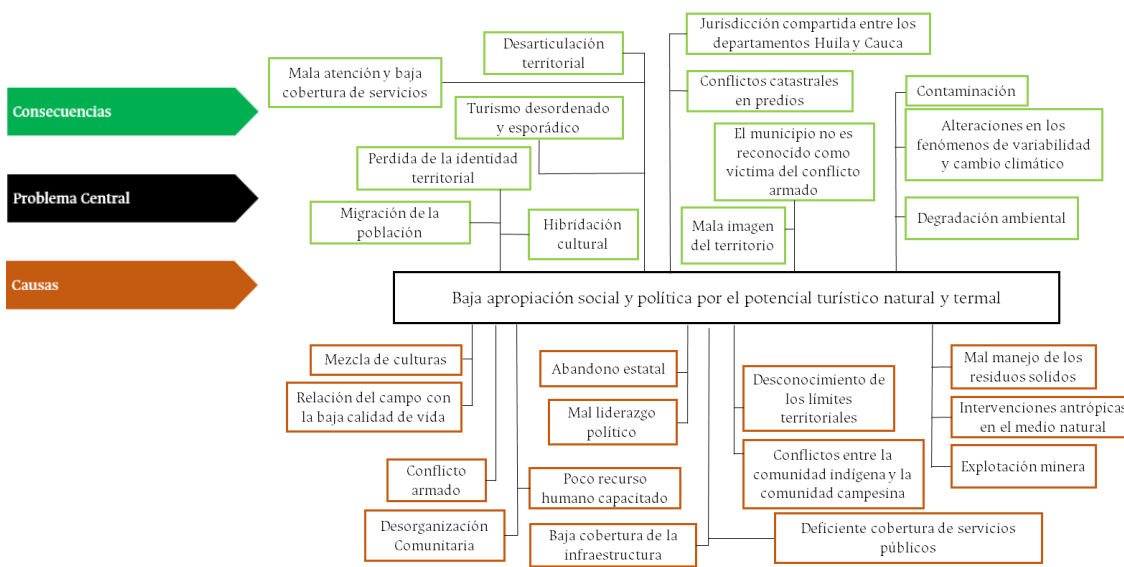 Consecuencias
Problema Central
Causas
Desarticulación
territorial
Mala atención y baja
cobertura de servicios
Turismo desordenado
y esporádico
Perdida de la identidad
territorial
Migración de la
población
Hibridación
cultural
Jurisdicción compartida entre los
departamentos Huila y Cauca
Conflictos catastrales
en predios
El municipio no es
reconocido como
víctima del conflicto
armado
Mala imagen
del territorio
Contaminación
Alteraciones en los
fenómenos de variabilidad
y cambio climático
Degradación ambiental
Baja apropiación social y política por el potencial turístico natural y termal
Mezcla de culturas
Relación del campo con
la baja calidad de vida
Conflicto
armado
Desorganización
Comunitaria
Abandono estatal
Mal liderazgo
político
Poco recurso
humano capacitado
Baja cobertura de la
infraestructura
Desconocimiento de
los límites
territoriales
Conflictos entre la
comunidad indígena y la
comunidad campesina
Deficiente cobertura de servicios
públicos
Mal manejo de los
residuos solidos
Intervenciones antrópicas
en el medio natural
Explotación minera